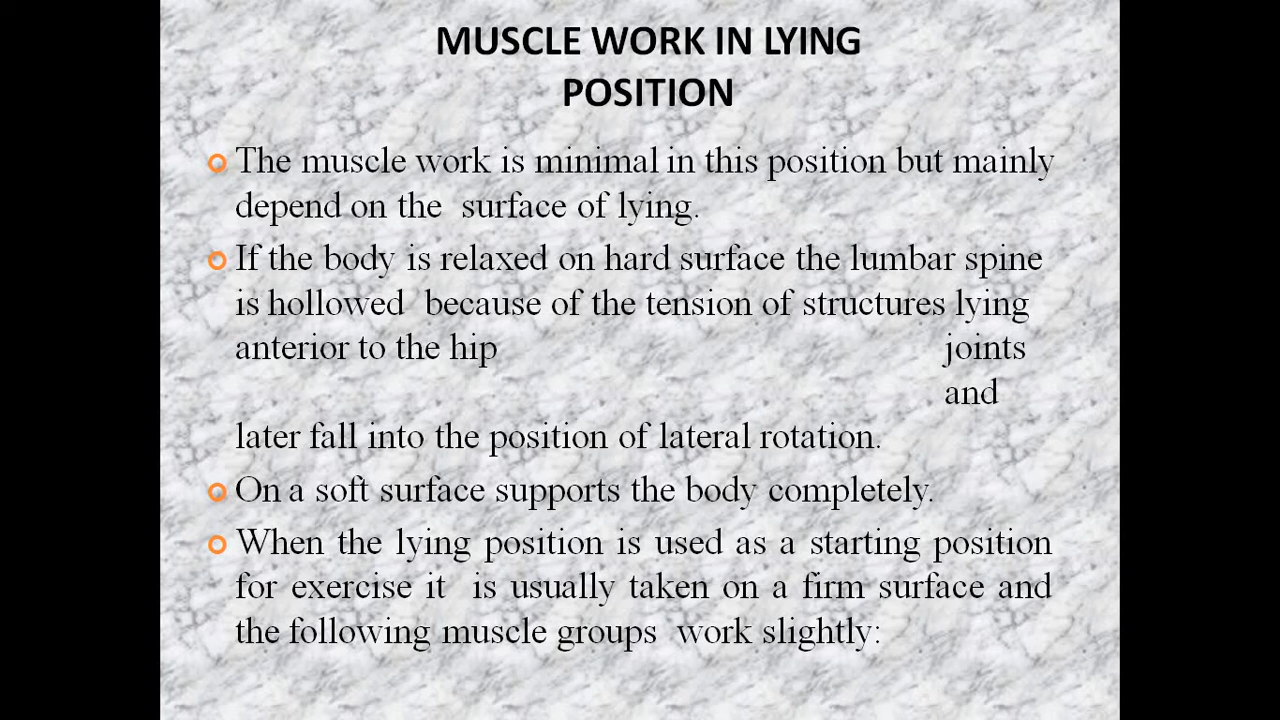 MUSCLE WORK IN LYING
POSITION
The muscle work is minimal in this position but mainly
depend on the surface of lying.
If the body is relaxed on hard surface the lumbar spine
is hollowed because of the tension of structures lying
anterior to the hip joints
and
later fall into the position of lateral rotation.
On a soft surface supports the body completely.
When the lying position is used as a starting position
for exercise it is usually taken on a firm surface and
the following muscle groups work slightly: